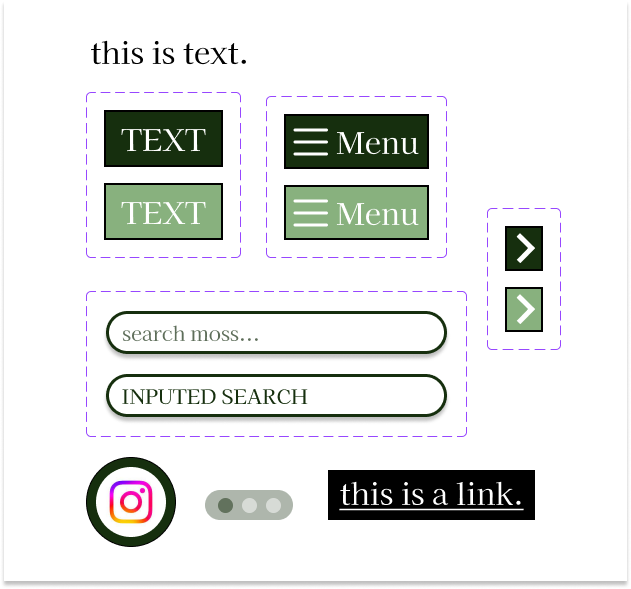 this is text.
TEXT
TEXT
Menu
Menu
search moss...
INPUTED SEARCH
this is a link.